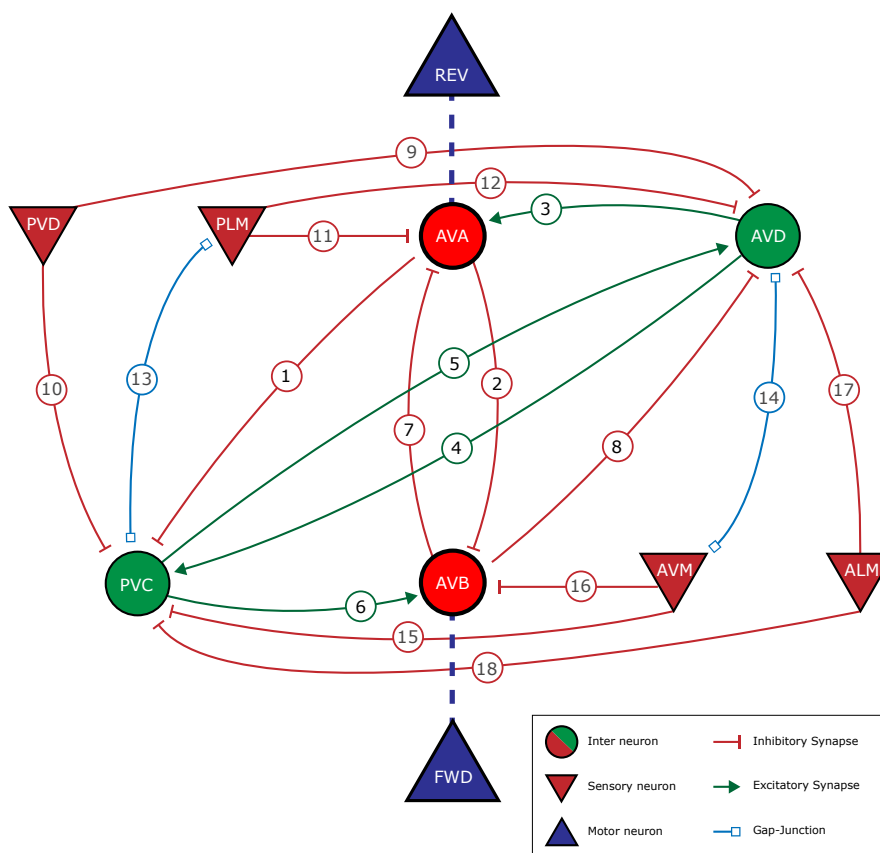 REV
9
12
3
PVD
PLM
11
AVA
AVD
5
13
1
2
10
14
17
7
8
4
PVC
AVB
AVM
ALM
16
6
15
18
FWD
Inter neuron
Inhibitory Synapse
Sensory neuron
Excitatory Synapse
Motor neuron
Gap-Junction